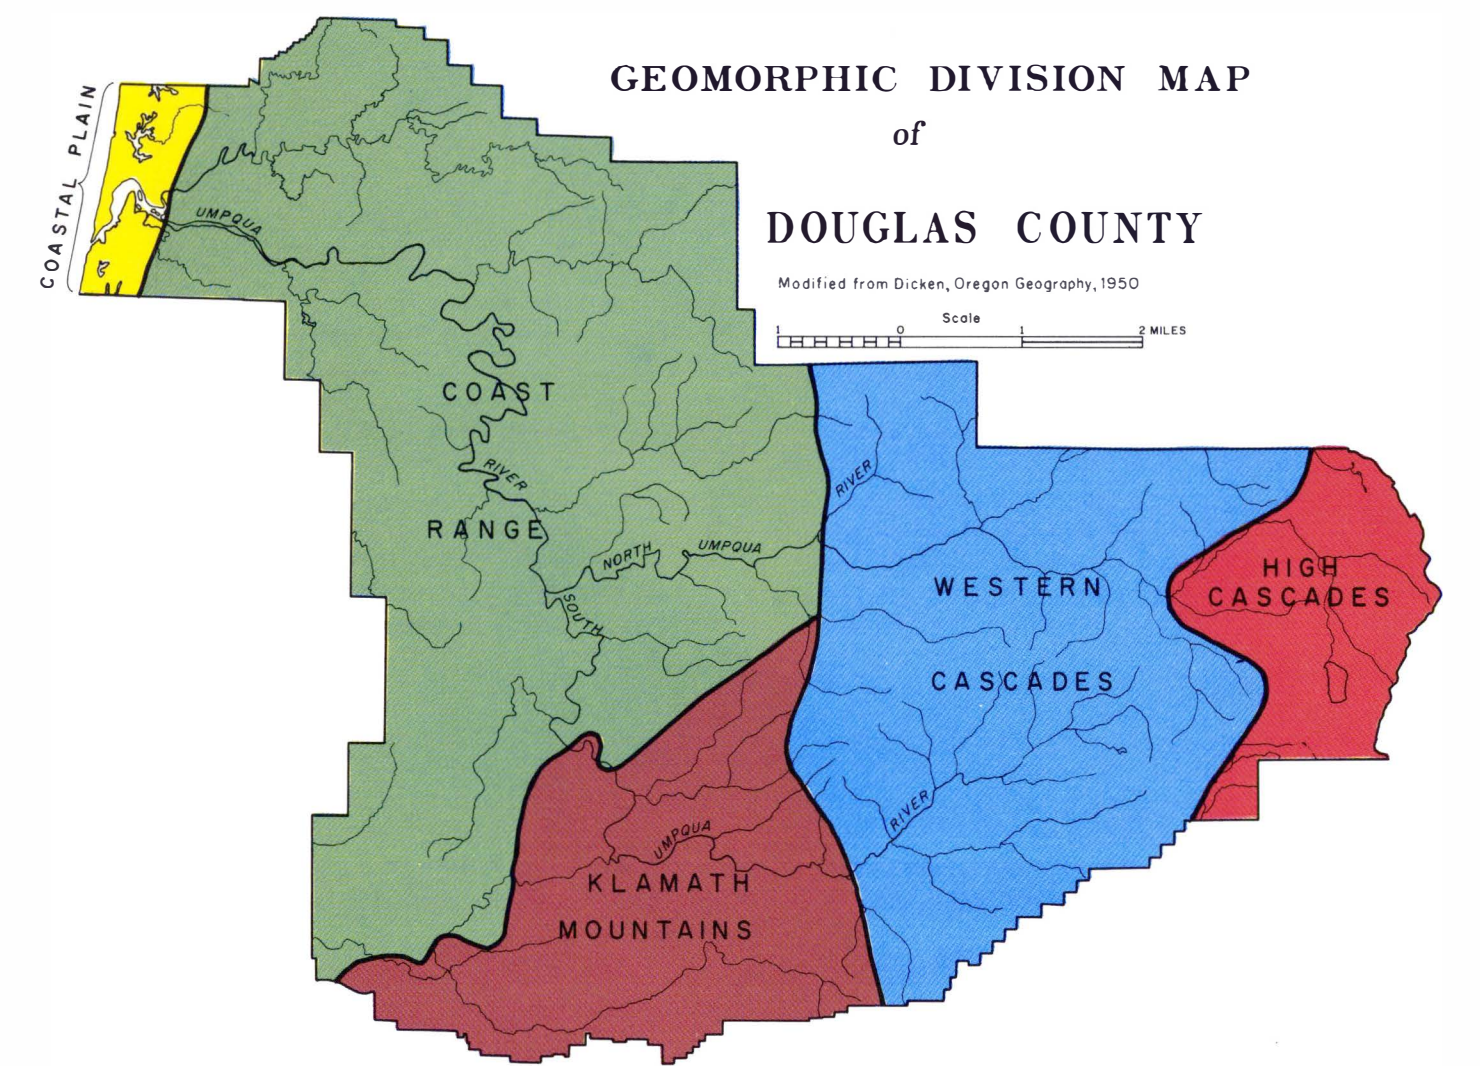 GEOMORPHIC DIVISION MAP
of
DOUGLAS COUNTY
Modified from Dicken, Oregon Geography, 1950
Scale
1 0 1 2 MILES
COASTAL PLAIN
UMPQUA
COAST
RIVER
RANGE
RIVER
NORTH
UMPQUA
SOUTH
WESTERN
CASCADES
HIGH
CASCADES
RIVER
UMPQUA
KLAMATH
MOUNTAINS